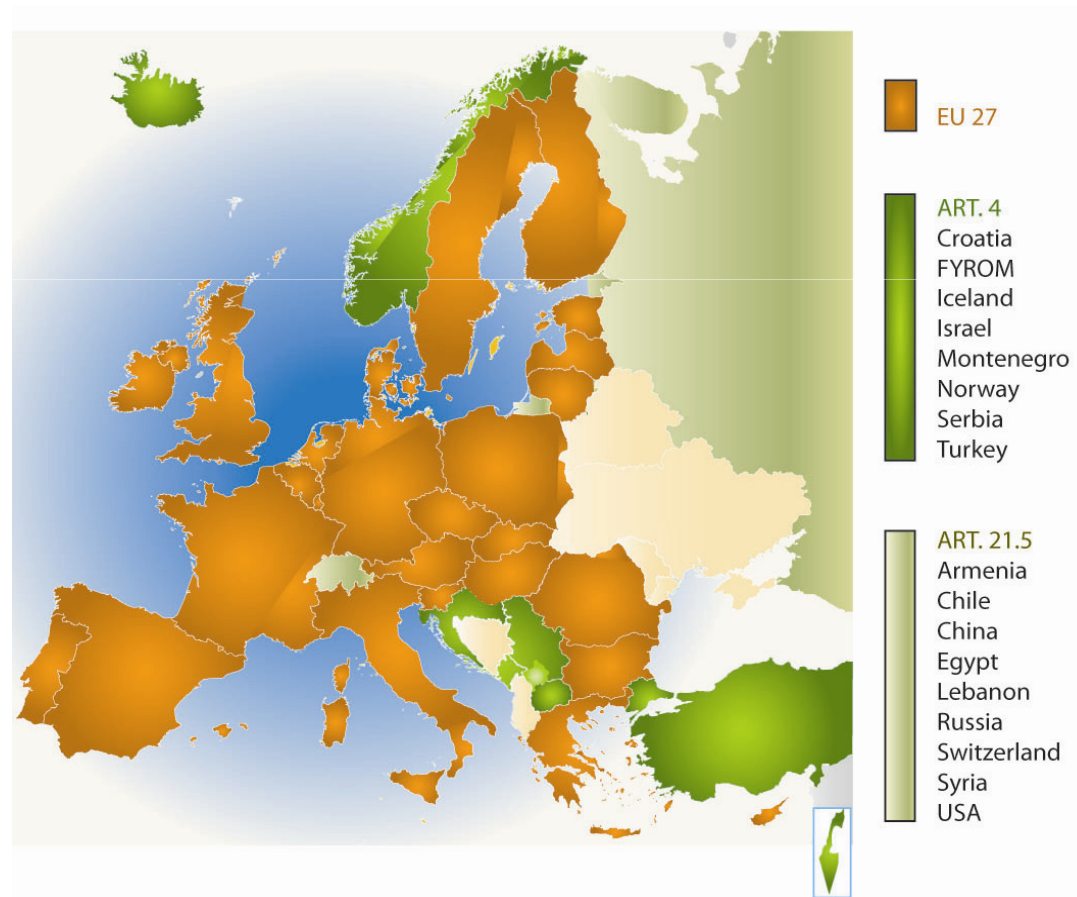 EU 27
ART. 4
Croatia
FYROM
Iceland
Israel
Montenegro
Norway
Serbia
Turkey
ART. 21.5
Armenia
Chile
China
Egypt
Lebanon
Russia
Switzerland
Syria
USA